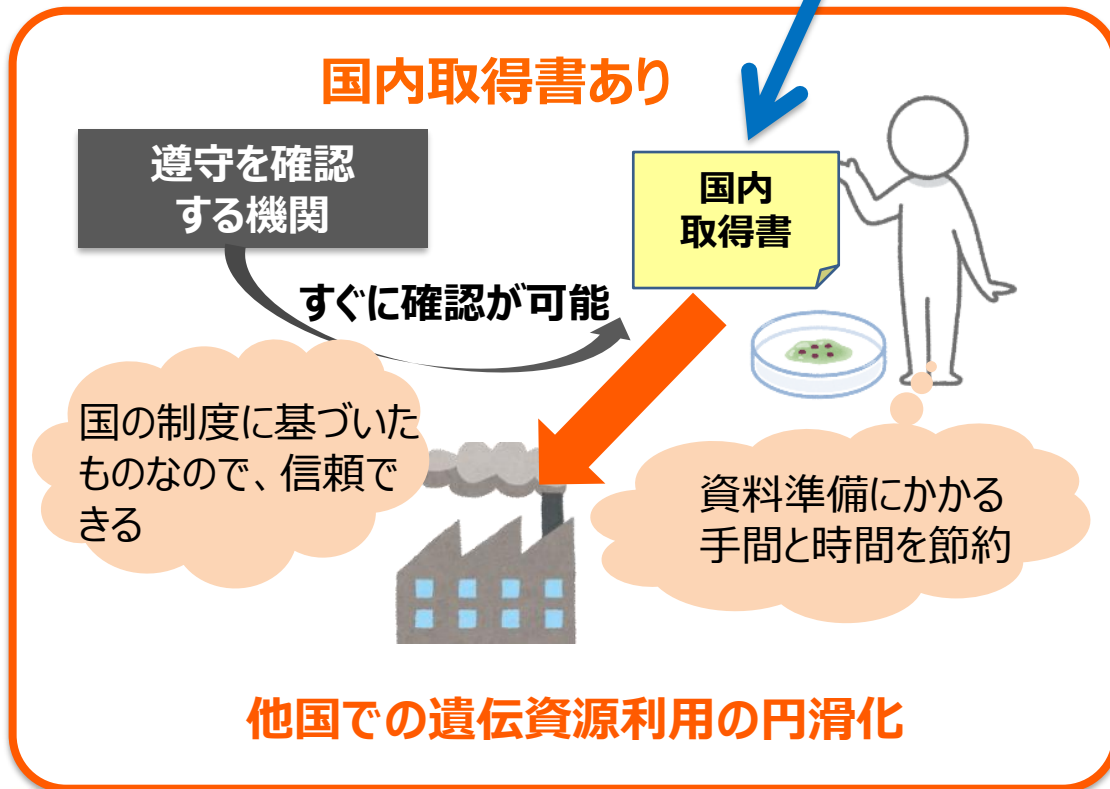 国内取得書あり
遵守を確認
する機関
国内
取得書
すぐに確認が可能
国の制度に基づいた
ものなので、信頼で
きる
資料準備にかかる
手間と時間を節約
他国での遺伝資源利用の円滑化